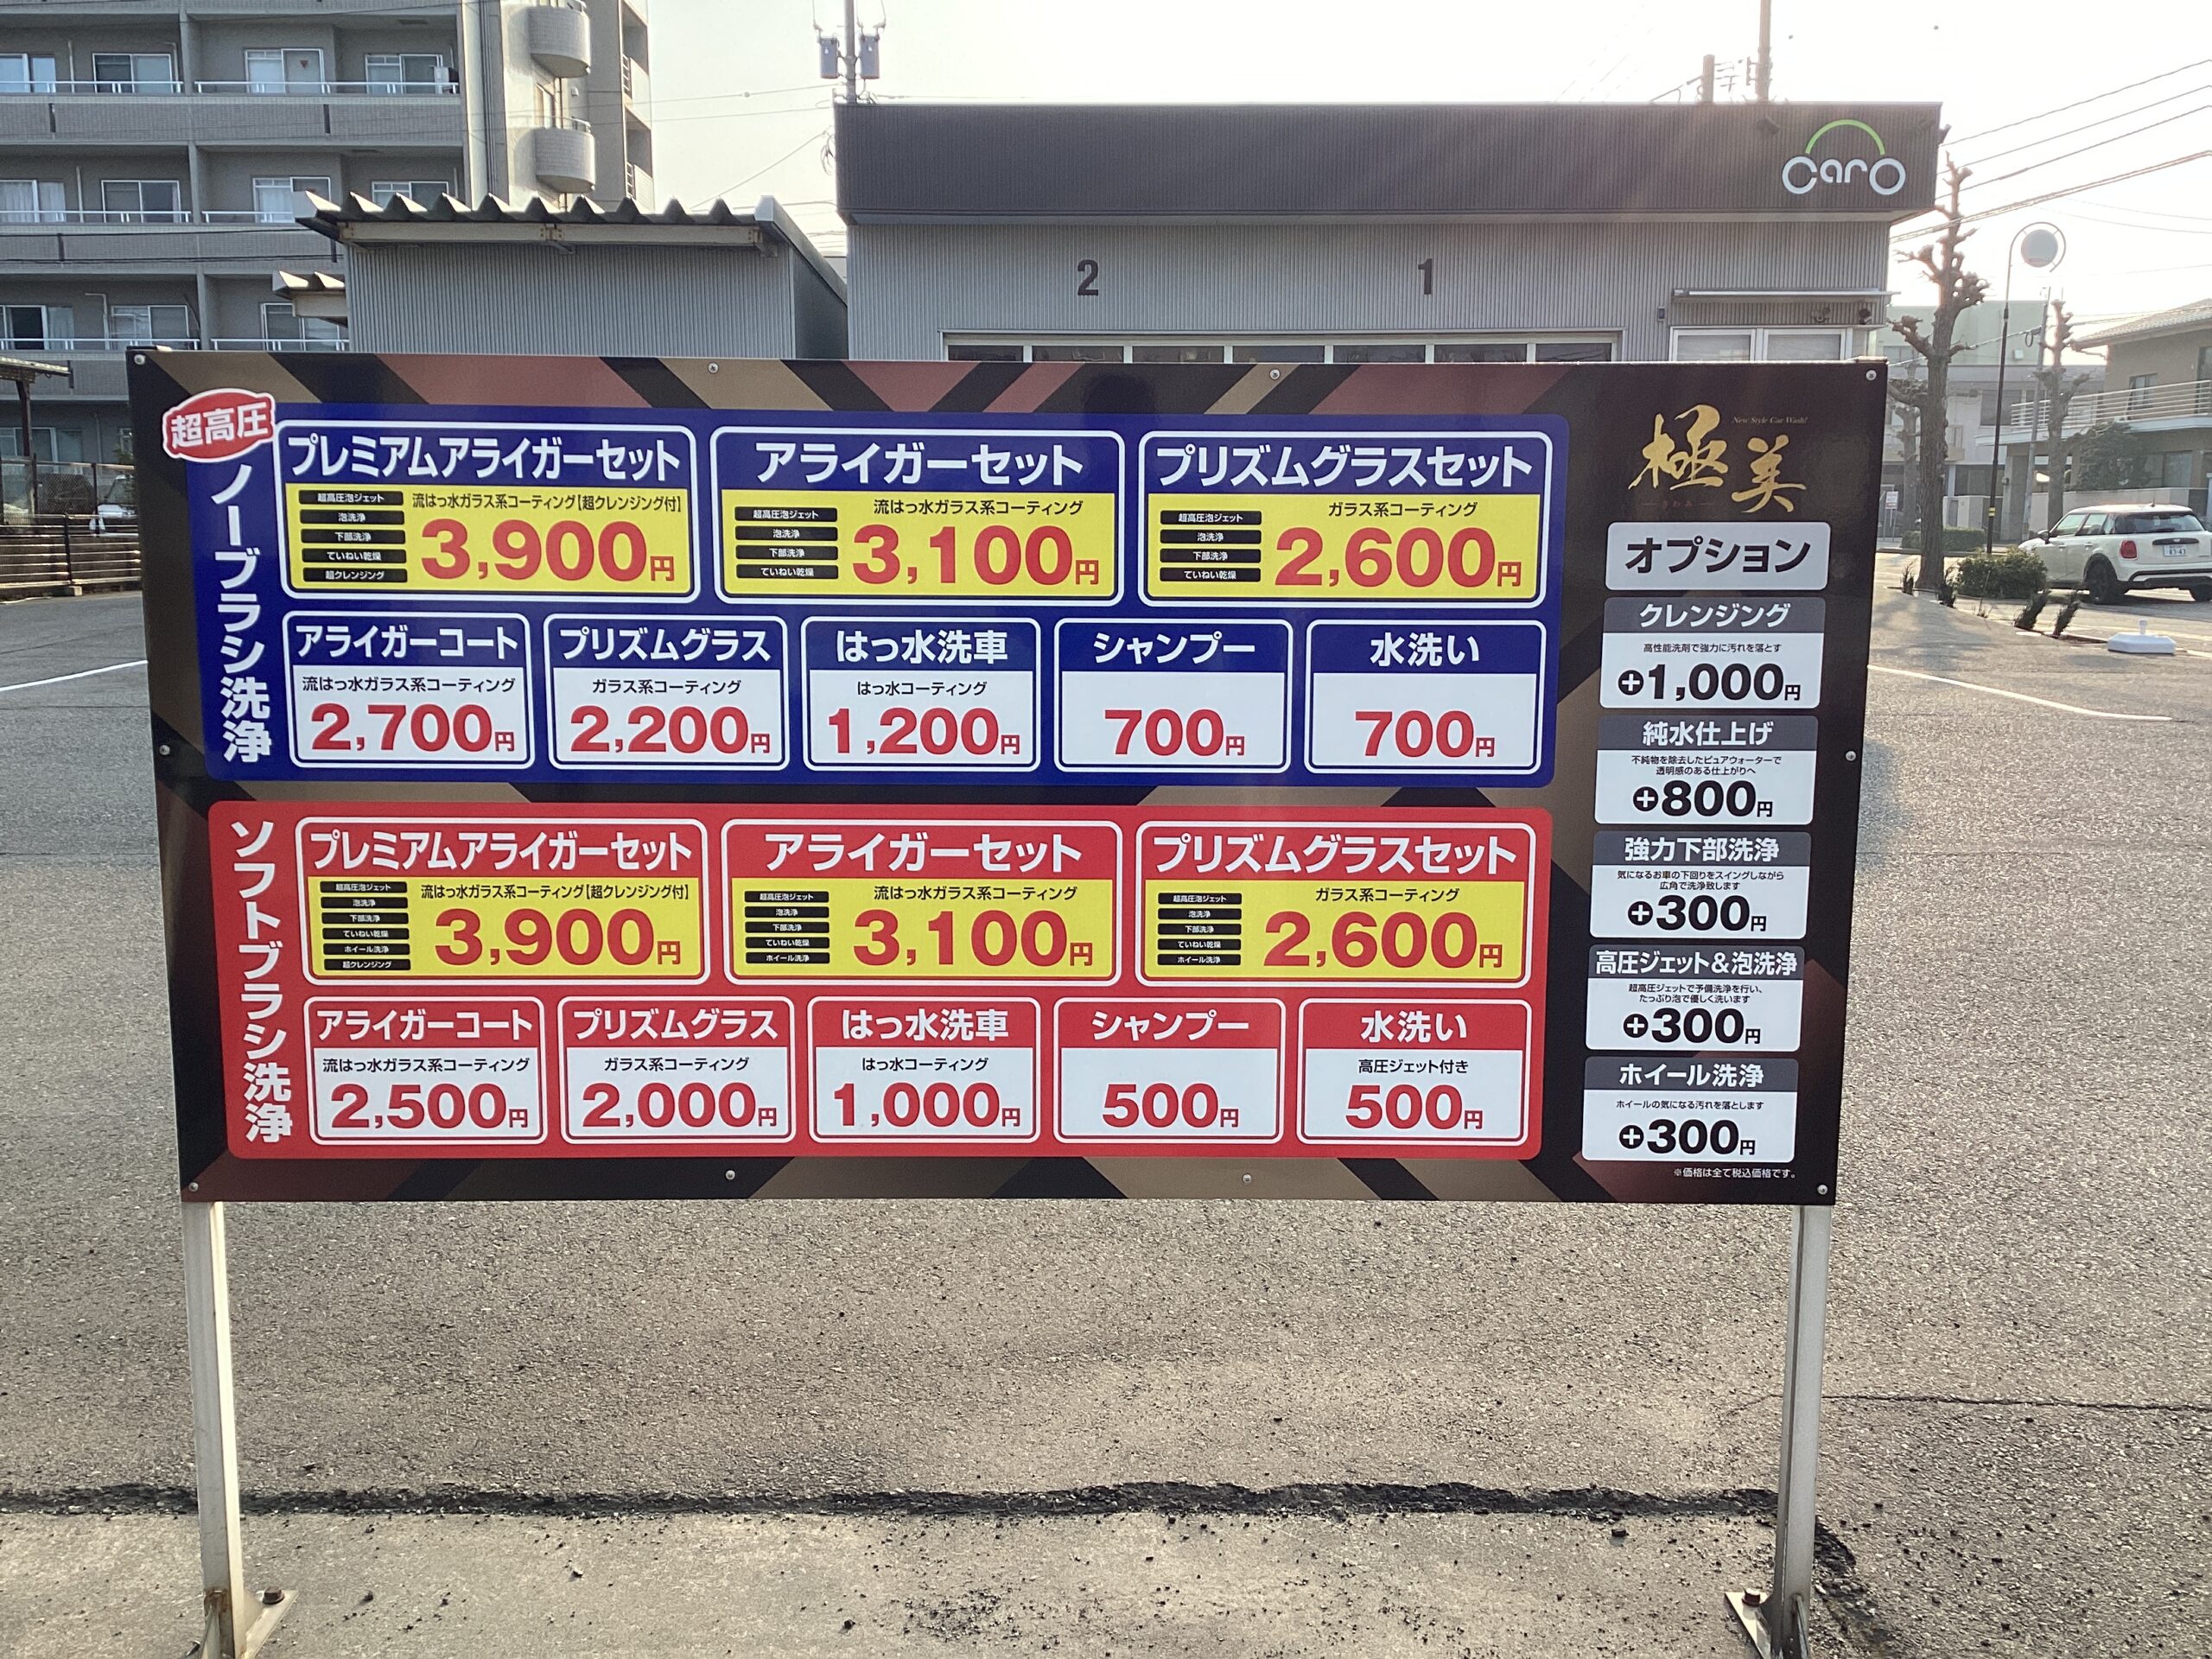 carO
2
1
超高圧
ノーブラシ洗浄
プレミアムアライガーセット
流はっ水ガラス系コーティング【超クレンジング付】
超高圧泡ジェット
泡洗浄
下部洗浄
ていねい乾燥
超クレンジング
3,900円
アライガーセット
流はっ水ガラス系コーティング
超高圧泡ジェット
泡洗浄
下部洗浄
ていねい乾燥
3,100円
プリズムグラスセット
ガラス系コーティング
超高圧泡ジェット
泡洗浄
下部洗浄
ていねい乾燥
2,600円
アライガーコート
流はっ水ガラス系コーティング
2,700円
プリズムグラス
ガラス系コーティング
2,200円
はっ水洗車
はっ水コーティング
1,200円
シャンプー
700円
水洗い
700円
ソフトブラシ洗浄
プレミアムアライガーセット
流はっ水ガラス系コーティング【超クレンジング付】
超高圧泡ジェット
泡洗浄
下部洗浄
ていねい乾燥
ホイール洗浄
超クレンジング
3,900円
アライガーセット
流はっ水ガラス系コーティング
超高圧泡ジェット
泡洗浄
下部洗浄
ていねい乾燥
ホイール洗浄
3,100円
プリズムグラスセット
ガラス系コーティング
超高圧泡ジェット
泡洗浄
下部洗浄
ていねい乾燥
ホイール洗浄
2,600円
アライガーコート
流はっ水ガラス系コーティング
2,500円
プリズムグラス
ガラス系コーティング
2,000円
はっ水洗車
はっ水コーティング
1,000円
シャンプー
500円
水洗い
高圧ジェット付き
500円
New Style Car Wash!
極美
きわみ
オプション
クレンジング
高性能洗剤で強力に汚れを落とす
+1,000円
純水仕上げ
不純物を除去したピュアウォーターで
透明感のある仕上がりへ
+800円
強力下部洗浄
気になるお車の下回りをスイングしながら
広角で洗浄致します
+300円
高圧ジェット&泡洗浄
超高圧ジェットで予備洗浄を行い、
たっぷり泡で優しく洗います
+300円
ホイール洗浄
ホイールの気になる汚れを落とします
+300円
※価格は全て税込価格です。